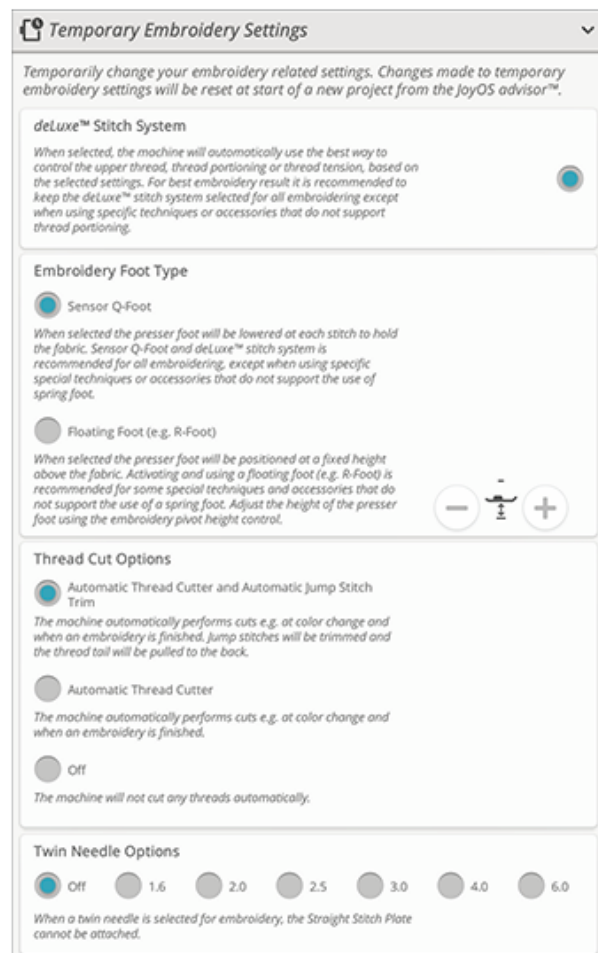 Temporary Embroidery Settings
Temporarily change your embroidery related settings. Changes made to temporary
embroidery settings will be reset at start of a new project from the JoyOS advisor™.
deLuxe™ Stitch System
When selected, the machine will automatically use the best way to
control the upper thread, thread portioning or thread tension, based on
the selected settings. For best embroidery result it is recommended to
keep the deLuxe™ stitch system selected for all embroidering except
when using specific techniques or accessories that do not support
thread portioning.
Embroidery Foot Type
Sensor Q-Foot
When selected the presser foot will be lowered at each stitch to hold
the fabric. Sensor Q-Foot and deLuxe™ stitch system is
recommended for all embroidering, except when using specific
special techniques or accessories that do not support the use of
spring foot.
Floating Foot (e.g. R-Foot)
When selected the presser foot will be positioned at a fixed height
above the fabric. Activating and using a floating foot (e.g. R-Foot) is
recommended for some special techniques and accessories that do
not support the use of a spring foot. Adjust the height of the presser
foot using the embroidery pivot height control.
Thread Cut Options
Automatic Thread Cutter and Automatic Jump Stitch
Trim
The machine automatically performs cuts e.g. at color change and
when an embroidery is finished. Jump stitches will be trimmed and
the thread tail will be pulled to the back.
Automatic Thread Cutter
The machine automatically performs cuts e.g. at color change and
when an embroidery is finished.
Off
The machine will not cut any threads automatically.
Twin Needle Options
Off 1.6 2.0 2.5 3.0 4.0 6.0
When a twin needle is selected for embroidery, the Straight Stitch Plate
cannot be attached.